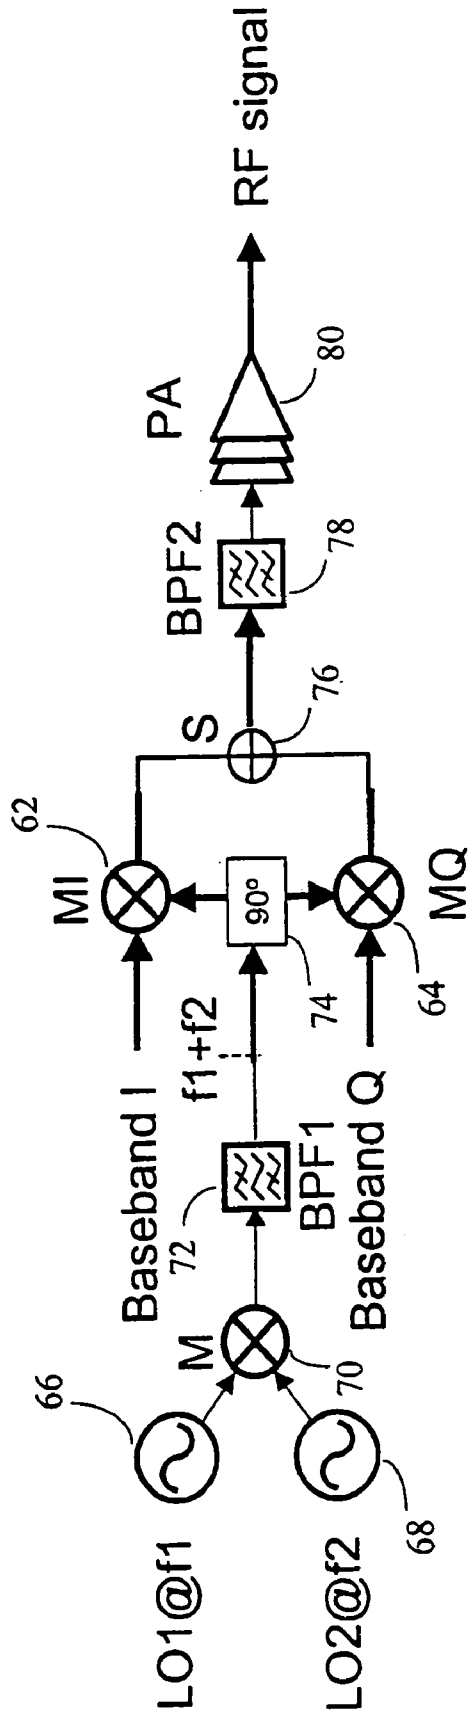 LO1@f1
66
LO2@f2
68
M
70
72
BPF1
f1+f2
Baseband I
Baseband Q
MI
62
90º
74
MQ
64
S
76
BPF2
78
PA
80
RF signal